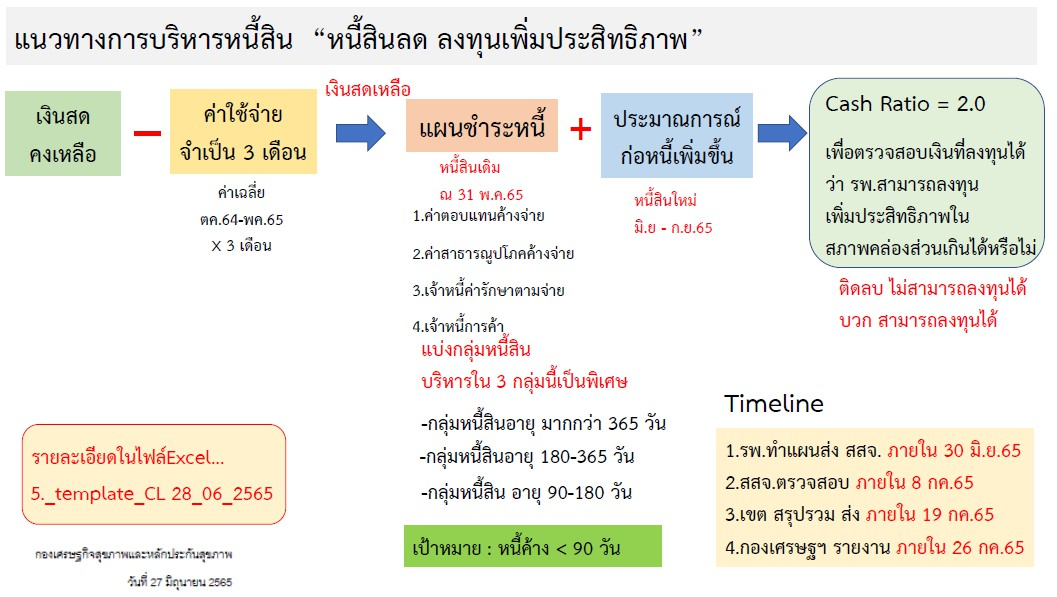 แนวทางการบริหารหนี้สิน “หนี้สินลด ลงทุนเพิ่มประสิทธิภาพ”
เงินสด
คงเหลือ
ค่าใช้จ่าย
จำเป็น 3 เดือน
ค่าเฉลี่ย
ตค.64-พค.65
X 3 เดือน
เงินสดเหลือ
แผนชำระหนี้
หนี้สินเดิม
ณ 31 พ.ค.65
1.ค่าตอบแทนค้างจ่าย
2.ค่าสาธารณูปโภคค้างจ่าย
3.เจ้าหนี้ค่ารักษาตามจ่าย
4.เจ้าหนี้การค้า
แบ่งกลุ่มหนี้สิน
บริหารใน 3 กลุ่มนี้เป็นพิเศษ
-กลุ่มหนี้สินอายุ มากกว่า 365 วัน
-กลุ่มหนี้สินอายุ 180-365 วัน
-กลุ่มหนี้สิน อายุ 90-180 วัน
เป้าหมาย : หนี้ค้าง < 90 วัน
+
ประมาณการณ์
ก่อหนี้เพิ่มขึ้น
หนี้สินใหม่
มิ.ย - ก.ย.65
Cash Ratio = 2.0
เพื่อตรวจสอบเงินที่ลงทุนได้
ว่า รพ.สามารถลงทุน
เพิ่มประสิทธิภาพใน
สภาพคล่องส่วนเกินได้หรือไม่
ติดลบ ไม่สามารถลงทุนได้
บวก สามารถลงทุนได้
Timeline
1.รพ.ทำแผนส่ง สสจ. ภายใน 30 มิ.ย.65
2.สสจ.ตรวจสอบ ภายใน 8 กค.65
3.เขต สรุปรวม ส่ง ภายใน 19 กค.65
4.กองเศรษฐฯ รายงาน ภายใน 26 กค.65
รายละเอียดในไฟล์Excel...
5._template_CL 28_06_2565
กองเศรษฐกิจสุขภาพและหลักประกันสุขภาพ
วันที่ 27 มิถุนายน 2565